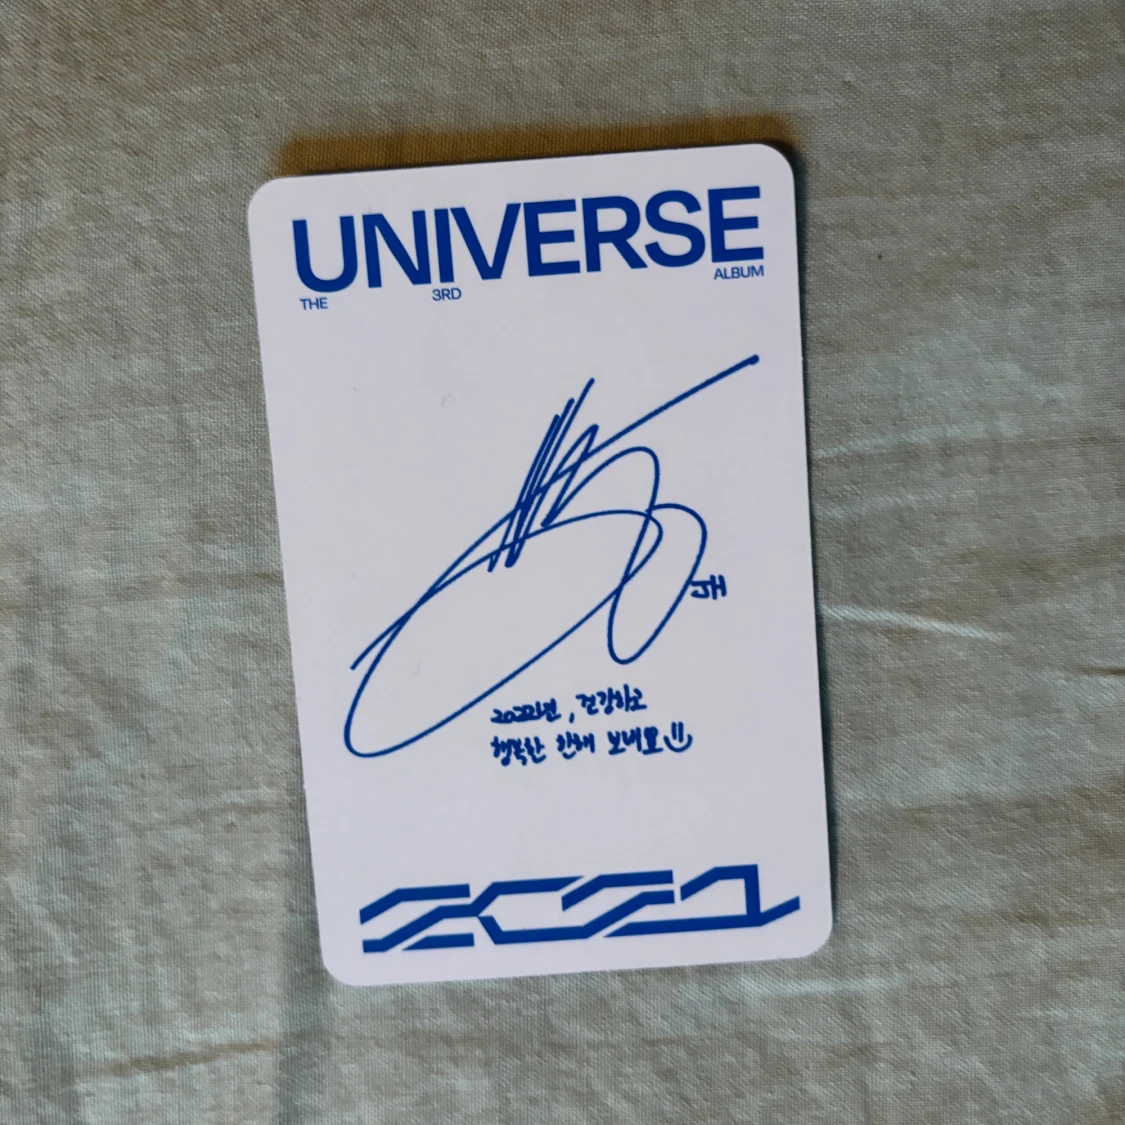 UNIVERSE
THE 3RD ALBUM
JH
2022년, 건강하고
행복한 한해 보내요
2021